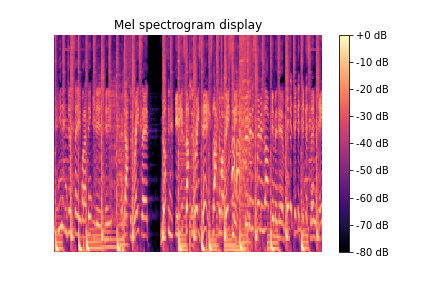 Mel spectrogram display
+0 dB
-10 dB
-20 dB
-30 dB
-40 dB
-50 dB
-60 dB
-70 dB
-80 dB